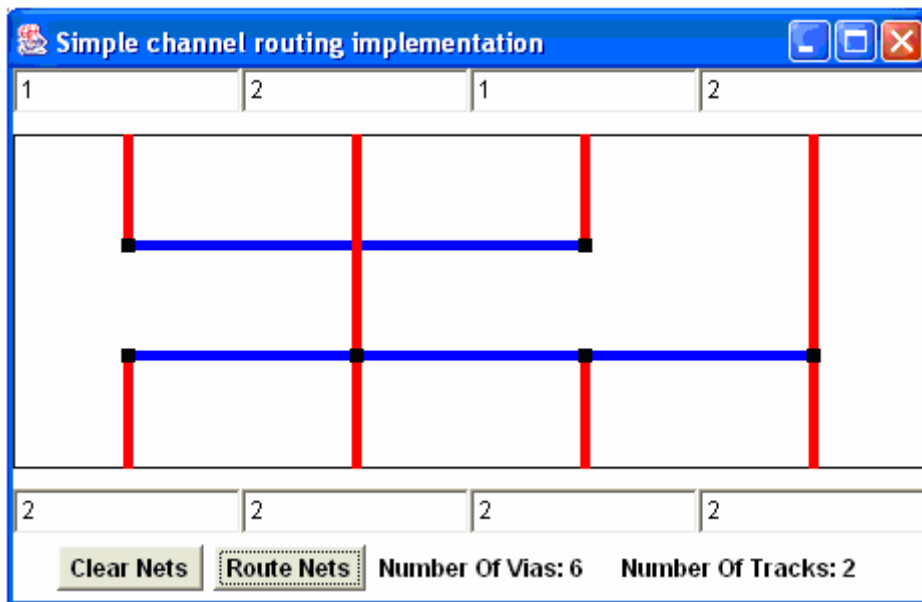 Simple channel routing implementation
1 2 1 2
2 2 2 2
Clear Nets Route Nets Number Of Vias: 6 Number Of Tracks: 2